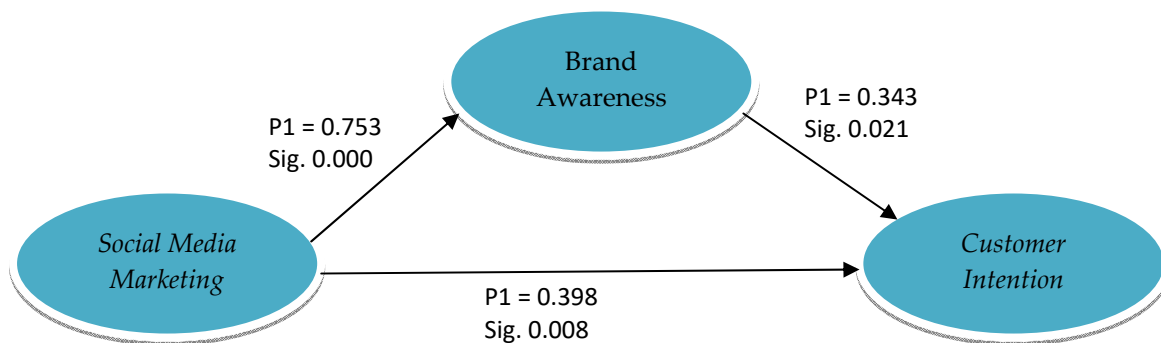 Brand
Awareness
P1 = 0.343
Sig. 0.021
P1 = 0.753
Sig. 0.000
Social Media
Marketing
Customer
Intention
P1 = 0.398
Sig. 0.008